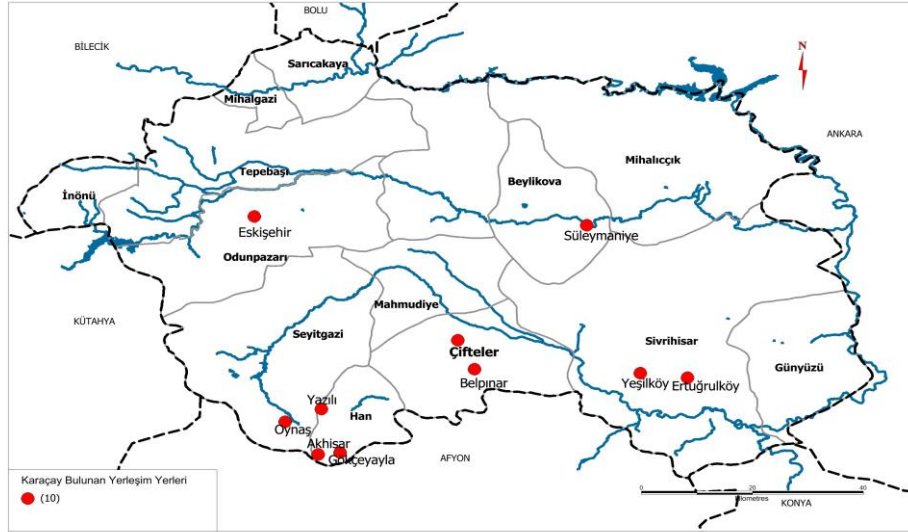 BOLU
BİLECİK
Sarıcakaya
N
Mihalgazi
ANKARA
Tepebaşı
Mihalıççık
Beylikova
İnönü
Eskişehir
Süleymaniye
Odunpazarı
KÜTAHYA
Mahmudiye
Seyitgazi
Sivrihisar
Çifteler
Günyüzü
Belpınar
Yeşilköy
Ertuğrulköy
Yazılı
Han
Oynaş
Akhisar
Gökçeyayla
AFYON
Karaçay Bulunan Yerleşim Yerleri
(10)
0 20 40
Kilometres
KONYA